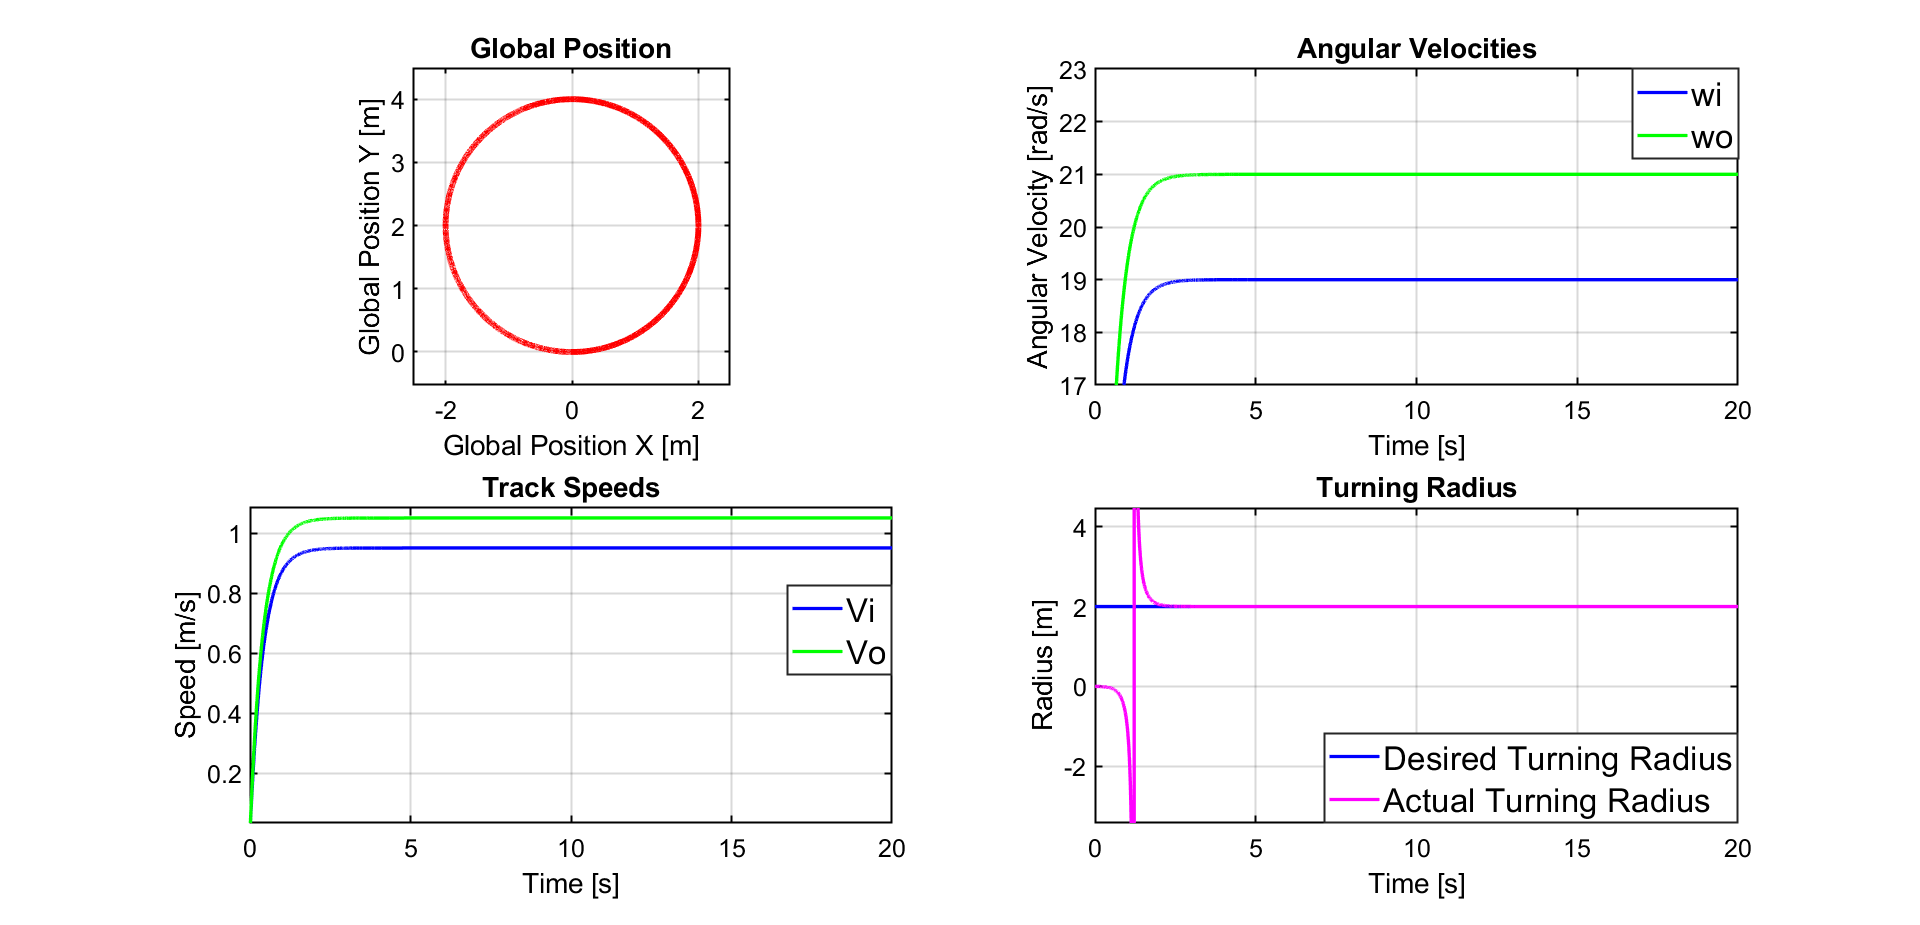 Global Position
Global Position Y [m]
4
3
2
1
0
-2 0 2
Global Position X [m]
Angular Velocities
Angular Velocity [rad/s]
23
22
21
20
19
18
17
0 5 10 15 20
Time [s]
wi
wo
Track Speeds
Speed [m/s]
1
0.8
0.6
0.4
0.2
0 5 10 15 20
Time [s]
Vi
Vo
Turning Radius
Radius [m]
4
2
0
-2
0 5 10 15 20
Time [s]
Desired Turning Radius
Actual Turning Radius